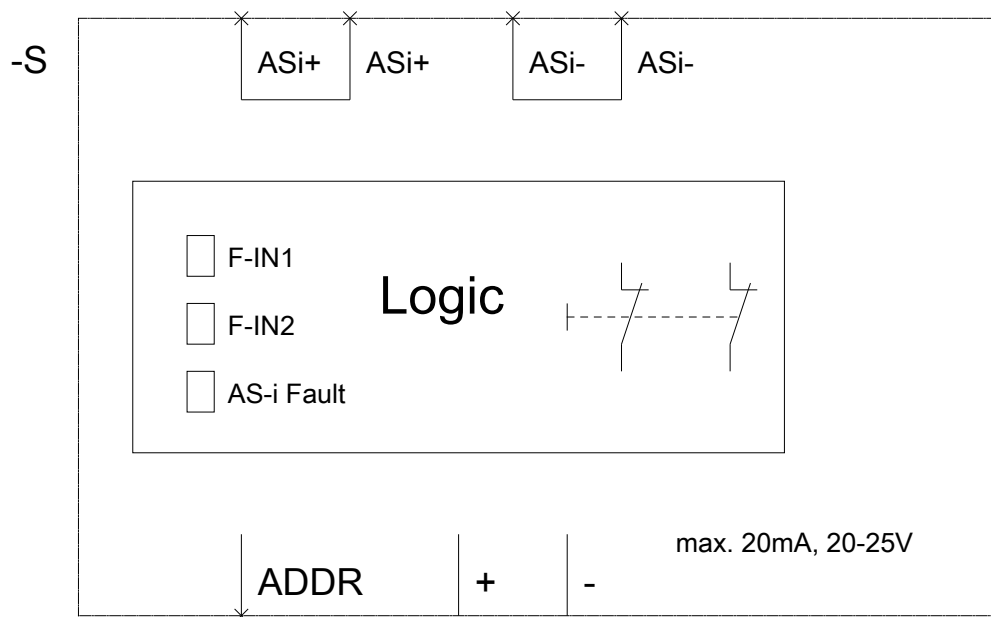 -S
ASi+ ASi+ ASi- ASi-
F-IN1
Logic
F-IN2
AS-i Fault
max. 20mA, 20-25V
ADDR + -